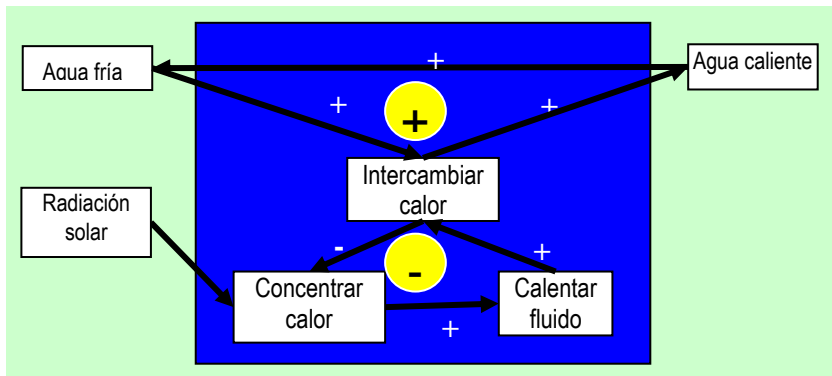 Agua fría
+
Agua caliente
+
+
+
Intercambiar
calor
Radiación
solar
-
-
+
Concentrar
calor
Calentar
fluido
+